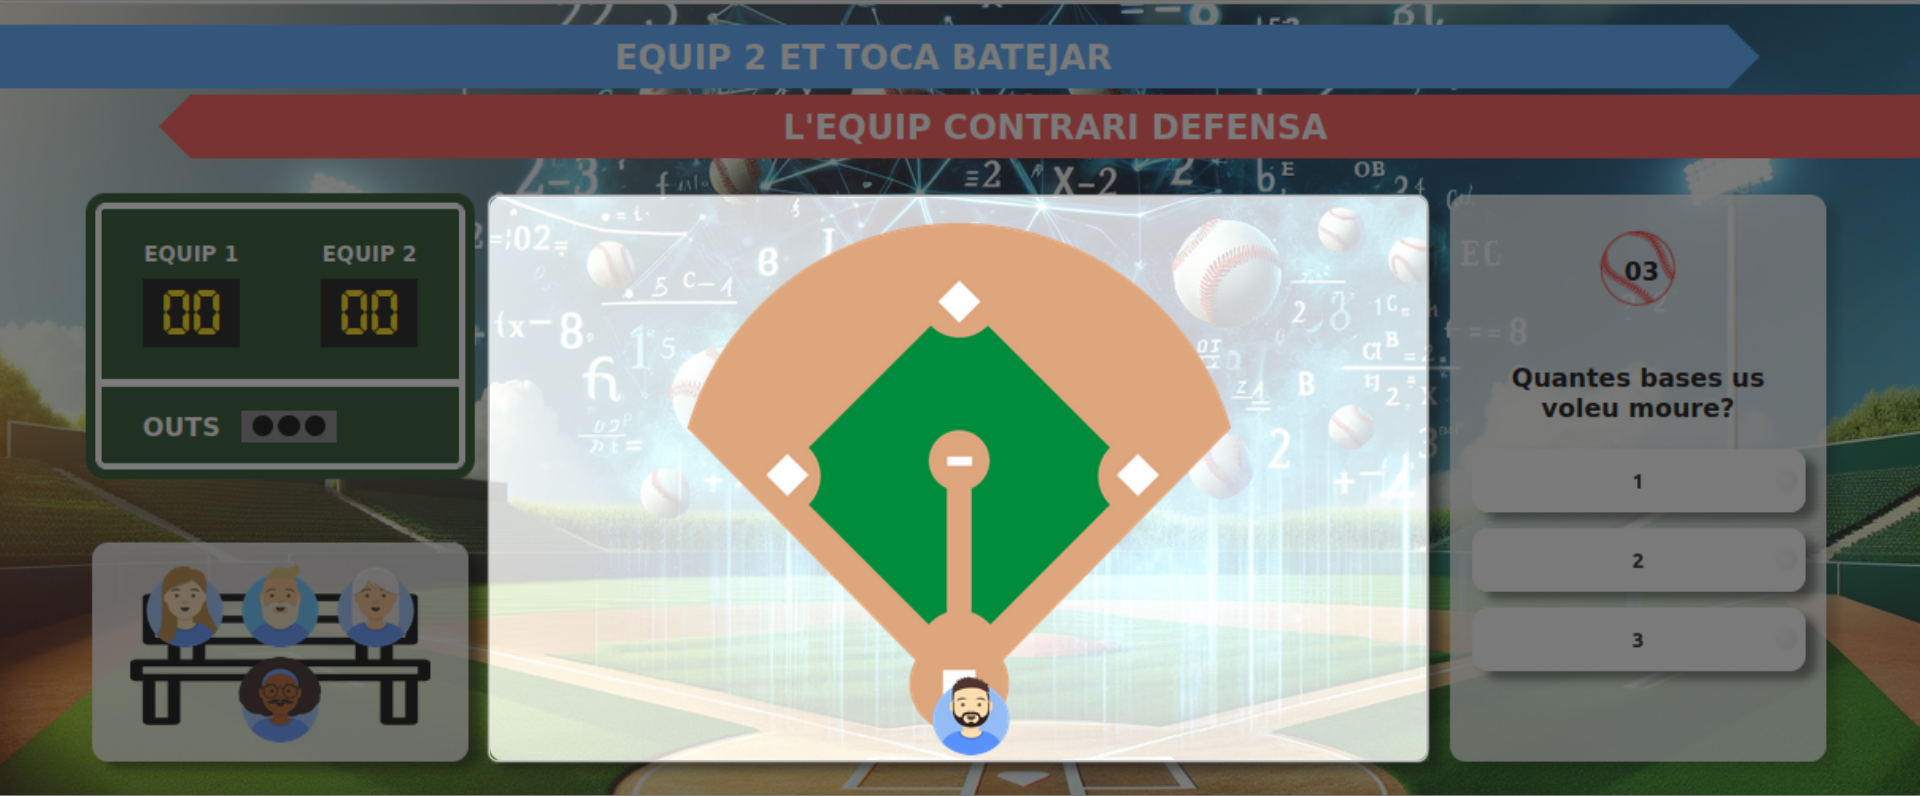 EQUIP 2 ET TOCA BATEJAR
L'EQUIP CONTRARI DEFENSA
EQUIP 1
EQUIP 2
00
00
OUTS
03
Quantes bases us
voleu moure?
1
2
3